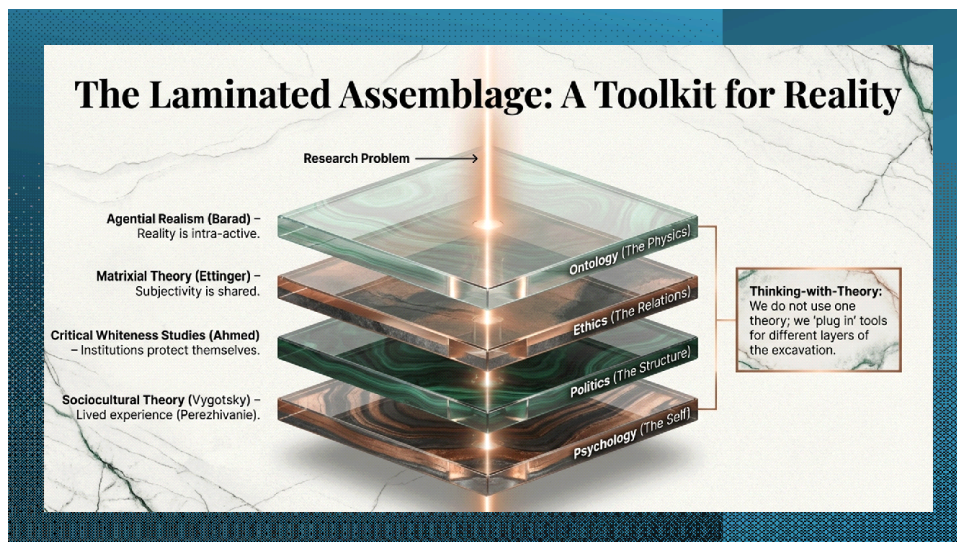 The Laminated Assemblage: A Toolkit for Reality
Research Problem
Agential Realism (Barad) –
Reality is intra-active.
Ontology (The Physics)
Matrixial Theory (Ettinger) –
Subjectivity is shared.
Ethics (The Relations)
Critical Whiteness Studies (Ahmed)
– Institutions protect themselves.
Politics (The Structure)
Sociocultural Theory (Vygotsky) –
Lived experience (Perezhivanie).
Psychology (The Self)
Thinking-with-Theory:
We do not use one
theory; we ‘plug in’ tools
for different layers of
the excavation.